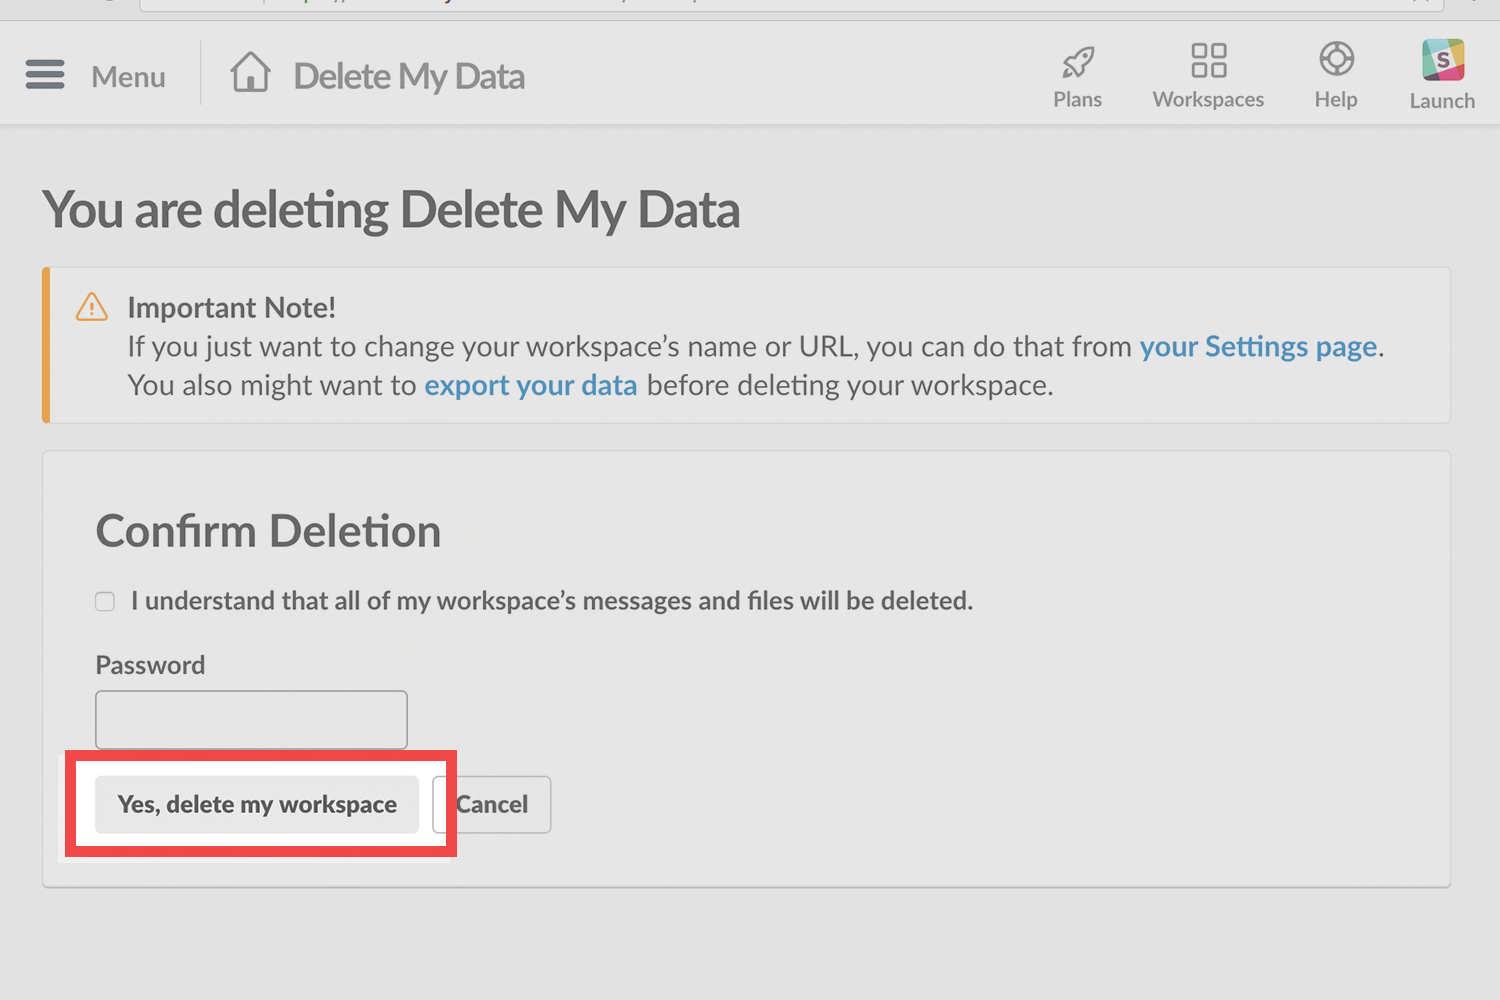 Menu
Delete My Data
Plans
Workspaces
Help
S
Launch
You are deleting Delete My Data
Important Note!
If you just want to change your workspace’s name or URL, you can do that from your Settings page.
You also might want to export your data before deleting your workspace.
Confirm Deletion
I understand that all of my workspace’s messages and files will be deleted.
Password
Yes, delete my workspace
Cancel